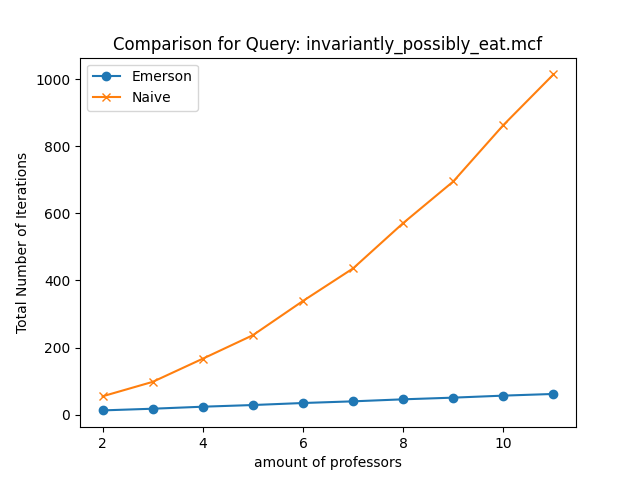 Comparison for Query: invariantly_possibly_eat.mcf
Emerson
Naive
Total Number of Iterations
1000
800
600
400
200
0
2
4
6
8
10
amount of professors